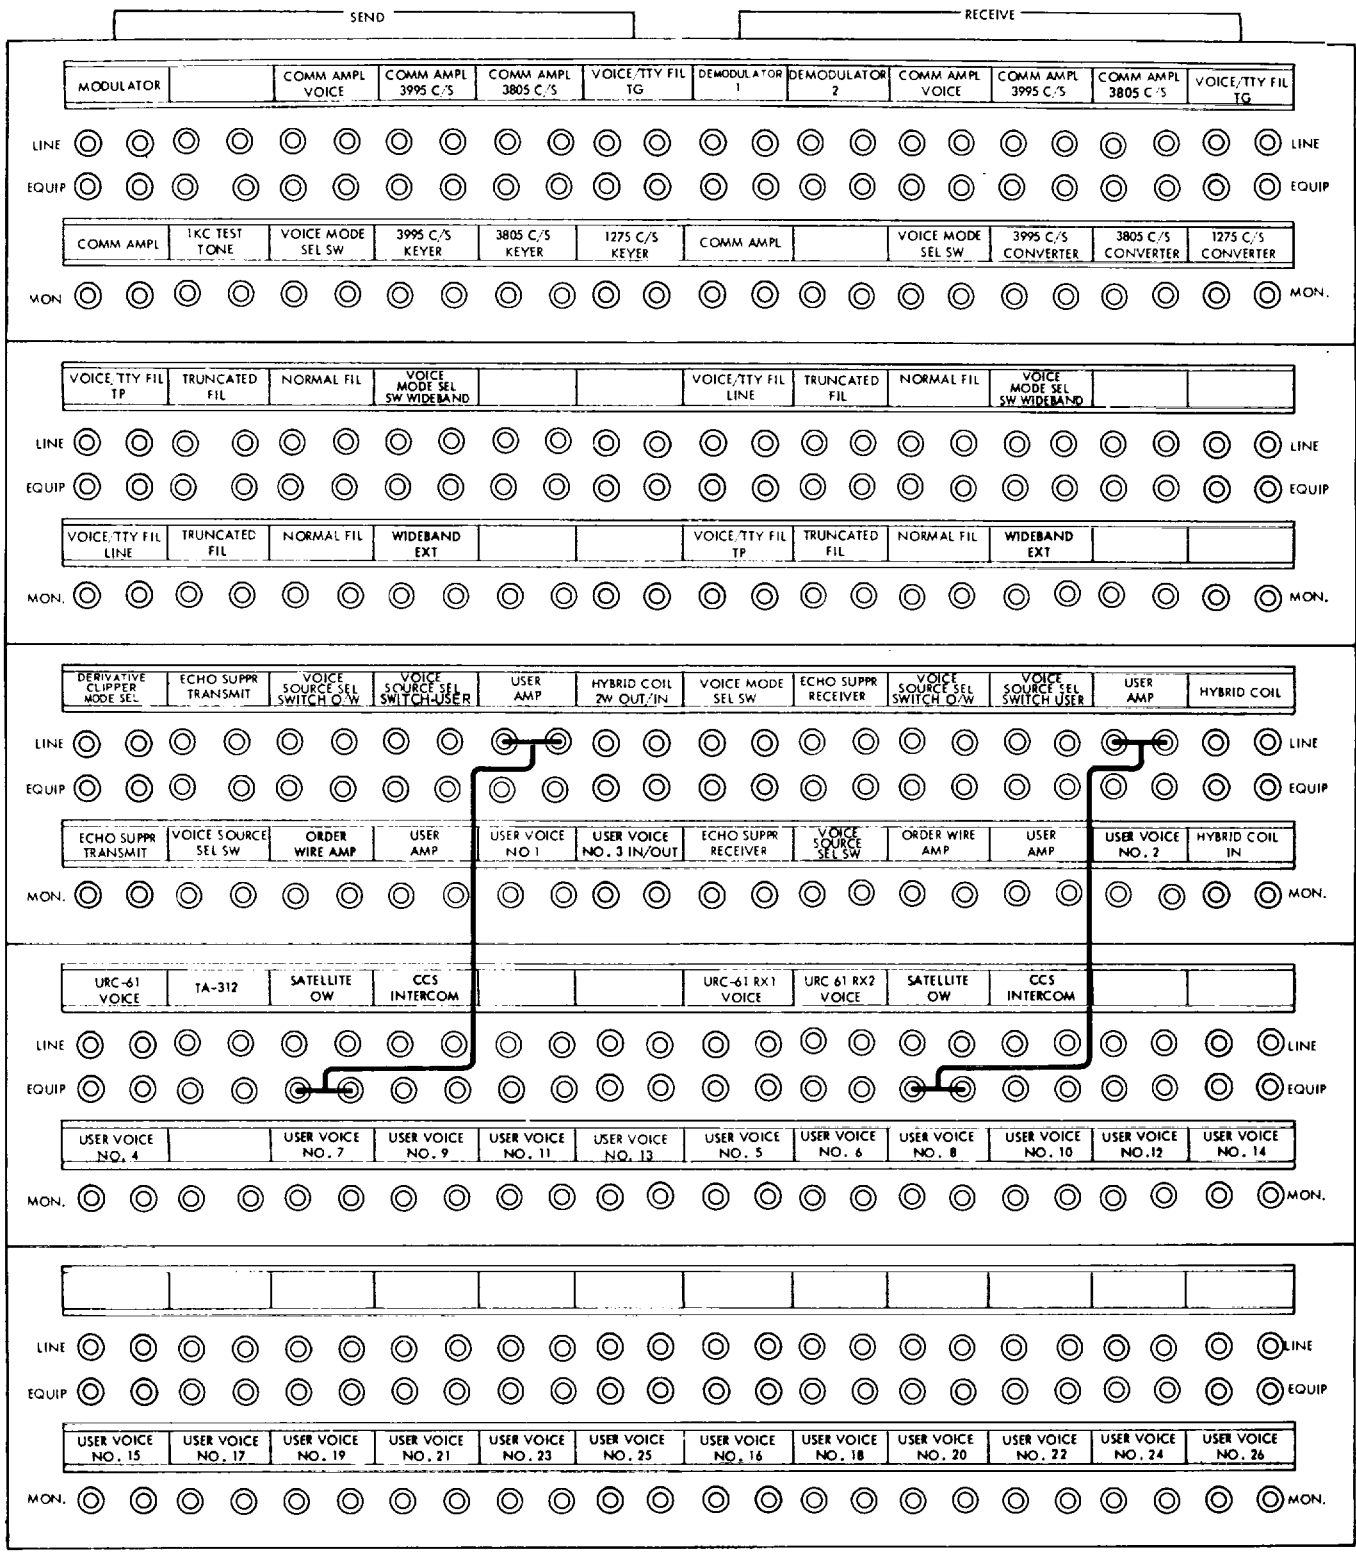 SEND
RECEIVE
MODULATOR
COMM AMPL VOICE
COMM AMPL 3995 C/S
COMM AMPL 3805 C/S
VOICE/TTY FIL TG
DEMODULATOR 1
DEMODULATOR 2
COMM AMPL VOICE
COMM AMPL 3995 C/S
COMM AMPL 3805 C/S
VOICE/TTY FIL TG
LINE
LINE
EQUIP
EQUIP
COMM AMPL
1KC TEST TONE
VOICE MODE SEL SW
3995 C/S KEYER
3805 C/S KEYER
1275 C/S KEYER
COMM AMPL
VOICE MODE SEL SW
3995 C/S CONVERTER
3805 C/S CONVERTER
1275 C/S CONVERTER
MON
MON.
VOICE/TTY FIL TP
TRUNCATED FIL
NORMAL FIL
VOICE MODE SEL SW WIDEBAND
VOICE/TTY FIL LINE
TRUNCATED FIL
NORMAL FIL
VOICE MODE SEL SW WIDEBAND
LINE
LINE
EQUIP
EQUIP
VOICE/TTY FIL LINE
TRUNCATED FIL
NORMAL FIL
WIDEBAND EXT
VOICE/TTY FIL TP
TRUNCATED FIL
NORMAL FIL
WIDEBAND EXT
MON.
MON.
DERIVATIVE CLIPPER MODE SEL
ECHO SUPPR TRANSMIT
VOICE SOURCE SEL SWITCH O/W
VOICE SOURCE SEL SWITCH-USER
USER AMP
HYBRID COIL 2W OUT/IN
VOICE MODE SEL SW
ECHO SUPPR RECEIVER
VOICE SOURCE SEL SWITCH O/W
VOICE SOURCE SEL SWITCH USER
USER AMP
HYBRID COIL
LINE
LINE
EQUIP
EQUIP
ECHO SUPPR TRANSMIT
VOICE SOURCE SEL SW
ORDER WIRE AMP
USER AMP
USER VOICE NO 1
USER VOICE NO. 3 IN/OUT
ECHO SUPPR RECEIVER
VOICE SOURCE SEL SW
ORDER WIRE AMP
USER AMP
USER VOICE NO. 2
HYBRID COIL IN
MON.
MON.
URC-61 VOICE
TA-312
SATELLITE OW
CCS INTERCOM
URC-61 RX1 VOICE
URC 61 RX2 VOICE
SATELLITE OW
CCS INTERCOM
LINE
LINE
EQUIP
EQUIP
USER VOICE NO. 4
USER VOICE NO. 7
USER VOICE NO. 9
USER VOICE NO. 11
USER VOICE NO. 13
USER VOICE NO. 5
USER VOICE NO. 6
USER VOICE NO. 8
USER VOICE NO. 10
USER VOICE NO.12
USER VOICE NO. 14
MON.
MON.
LINE
LINE
EQUIP
EQUIP
USER VOICE NO. 15
USER VOICE NO. 17
USER VOICE NO. 19
USER VOICE NO. 21
USER VOICE NO. 23
USER VOICE NO. 25
USER VOICE NO. 16
USER VOICE NO. 18
USER VOICE NO. 20
USER VOICE NO. 22
USER VOICE NO. 24
USER VOICE NO. 26
MON.
MON.